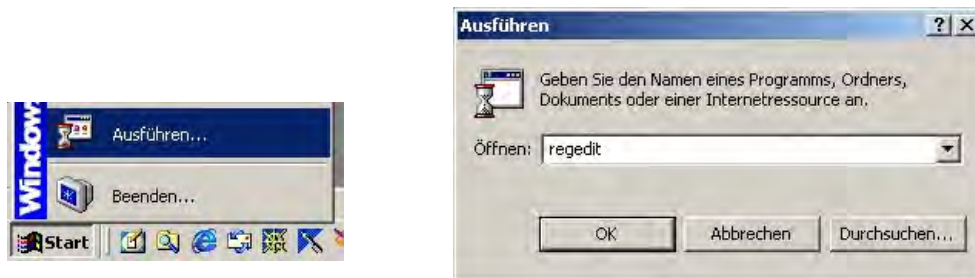 Windows
Ausführen...
Beenden...
Start
Ausführen
Geben Sie den Namen eines Programms, Ordners,
Dokuments oder einer Internetressource an.
Öffnen: regedit
OK Abbrechen Durchsuchen...